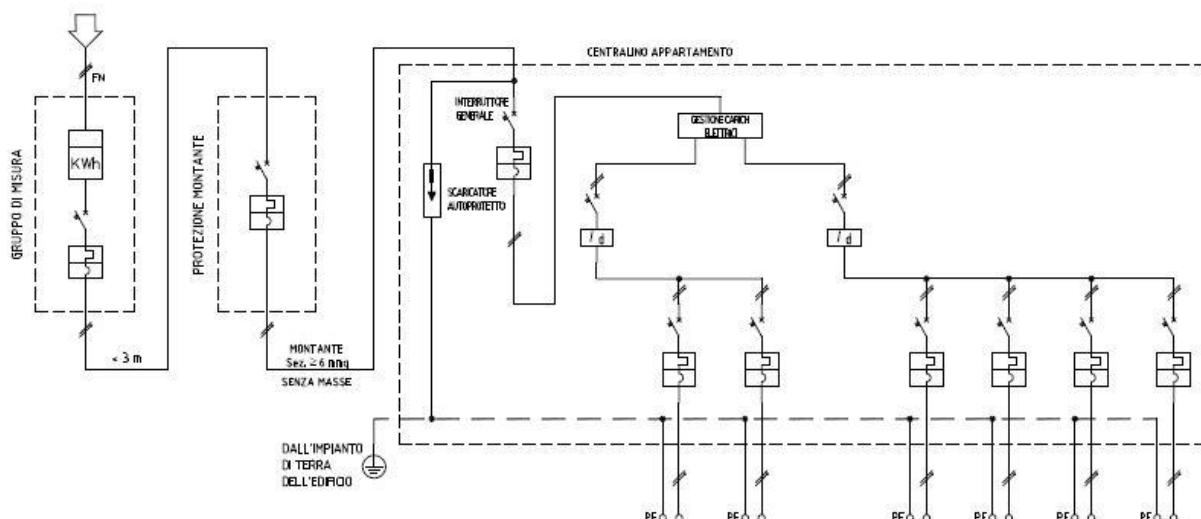 CENTRALINO APPARTAMENTO
FN
GRUPPO DI MISURA
KWh
< 3 m
PROTEZIONE MONTANTE
MONTANTE
Sez. ≥ 6 mmq
SENZA MASSE
INTERRUTTORE
GENERALE
SCARICATORE
AUTOPROTETTO
GESTIONE CARICHI
ELETTRICI
I d
I d
DALL'IMPIANTO
DI TERRA
DELL'EDIFICIO
PE
PE
PE
PE
PE
PE